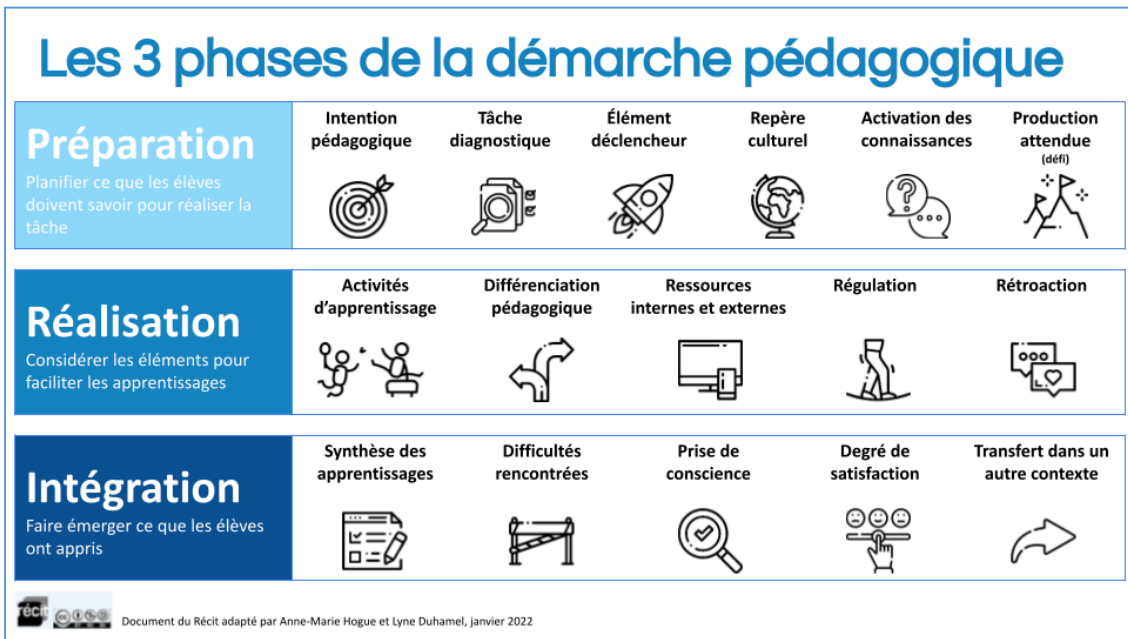 Les 3 phases de la démarche pédagogique
Préparation
Planifier ce que les élèves
doivent savoir pour réaliser la
tâche
Intention
pédagogique
Tâche
diagnostique
Élément
déclencheur
Repère
culturel
Activation des
connaissances
Production
attendue
(défi)
Réalisation
Considérer les éléments pour
faciliter les apprentissages
Activités
d'apprentissage
Différenciation
pédagogique
Ressources
internes et externes
Régulation
Rétroaction
Intégration
Faire émerger ce que les élèves
ont appris
Synthèse des
apprentissages
Difficultés
rencontrées
Prise de
conscience
Degré de
satisfaction
Transfert dans un
autre contexte
récit
Document du Récit adapté par Anne-Marie Hogue et Lyne Duhamel, janvier 2022